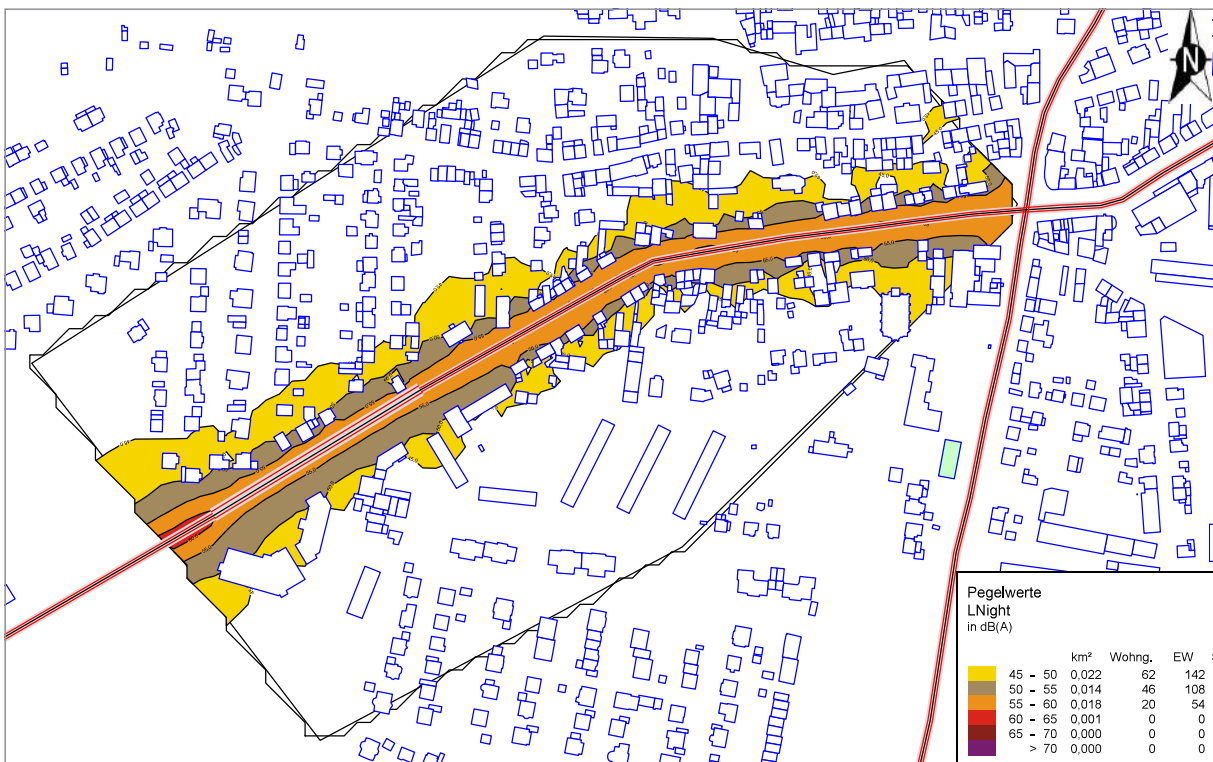 N
Pegelwerte
LNight
in dB(A)
km² Wohng. EW
45 - 50 0,022 62 142
50 - 55 0,014 46 108
55 - 60 0,018 20 54
60 - 65 0,001 0 0
65 - 70 0,000 0 0
> 70 0,000 0 0